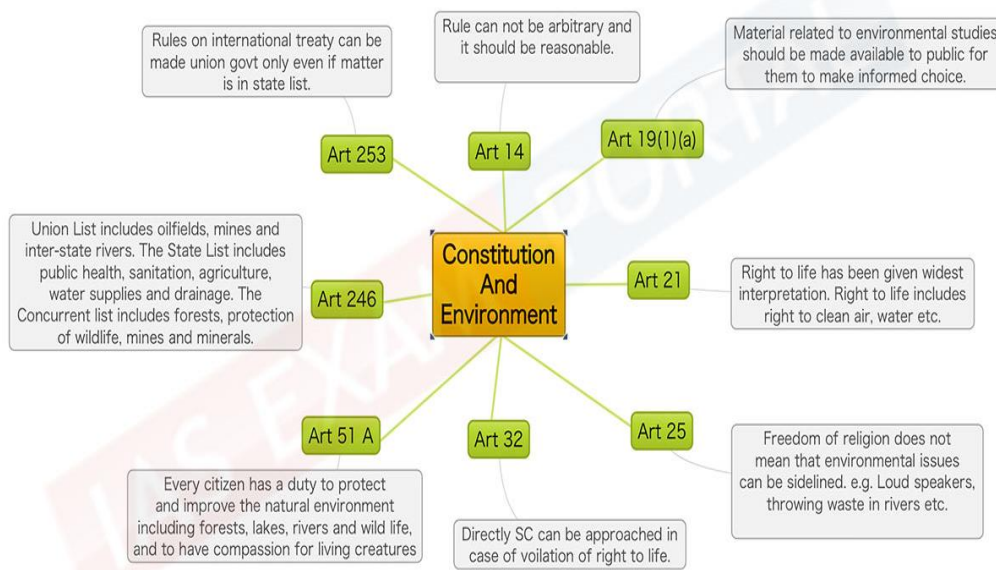 Rules on international treaty can be
made union govt only even if matter
is in state list.
Rule can not be arbitrary and
it should be reasonable.
Material related to environmental studies
should be made available to public for
them to make informed choice.
Art 253
Art 14
Art 19(1)(a)
Union List includes oilfields, mines and
inter-state rivers. The State List includes
public health, sanitation, agriculture,
water supplies and drainage. The
Concurrent list includes forests, protection
of wildlife, mines and minerals.
Art 246
Constitution
And
Environment
Art 21
Right to life has been given widest
interpretation. Right to life includes
right to clean air, water etc.
Art 51 A
Art 32
Art 25
Every citizen has a duty to protect
and improve the natural environment
including forests, lakes, rivers and wild life,
and to have compassion for living creatures
Directly SC can be approached in
case of voilation of right to life.
Freedom of religion does not
mean that environmental issues
can be sidelined. e.g. Loud speakers,
throwing waste in rivers etc.
IAS EXAM PORTAL